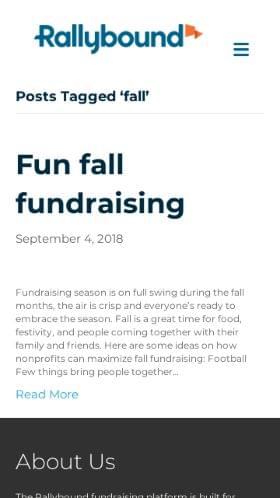 Rallybound
Posts Tagged ‘fall’
Fun fall
fundraising
September 4, 2018
Fundraising season is on full swing during the fall
months, the air is crisp and everyone’s ready to
embrace the season. Fall is a great time for food,
festivity, and people coming together with their
family and friends. Here are some ideas on how
nonprofits can maximize fall fundraising: Football
Few things bring people together…
Read More
About Us
The Rallybound fundraising platform is built for